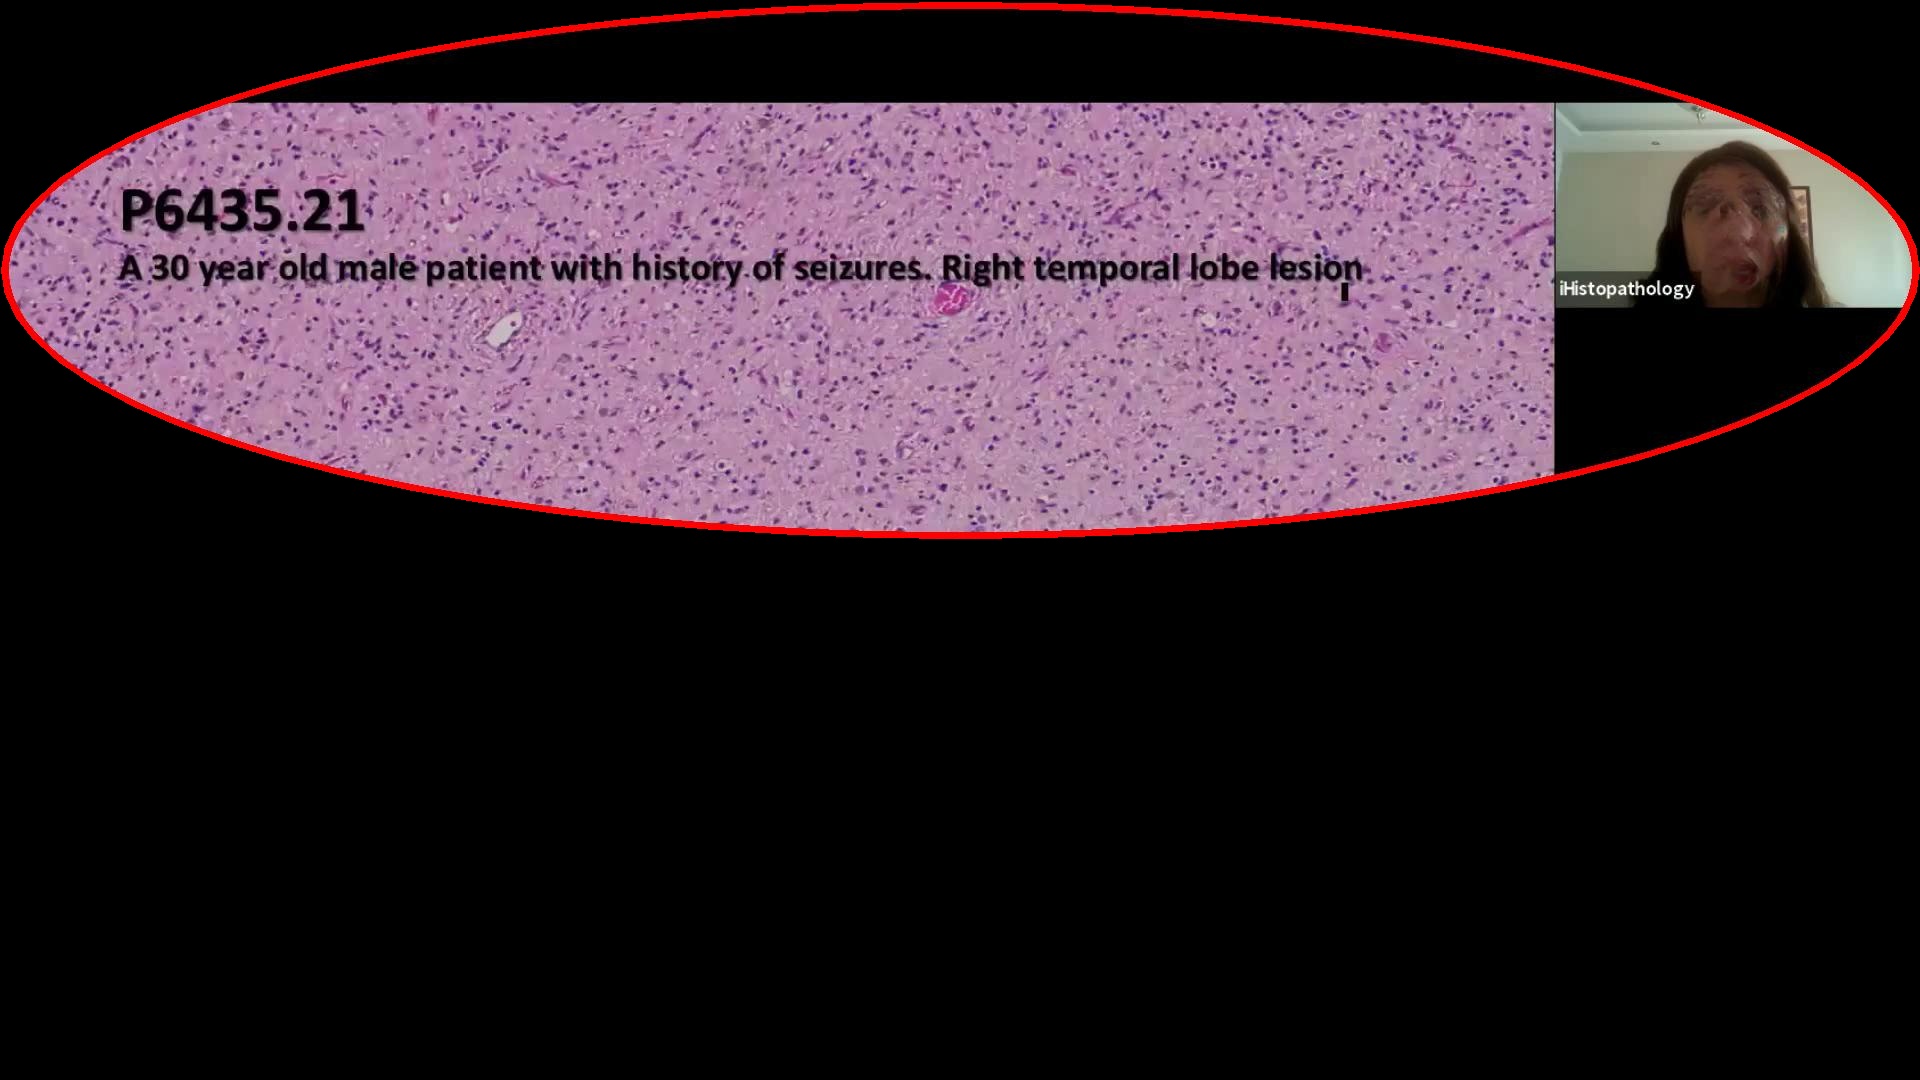 P6435.21
A 30 year old male patient with history of seizures. Right temporal lobe lesion
iHistopathology